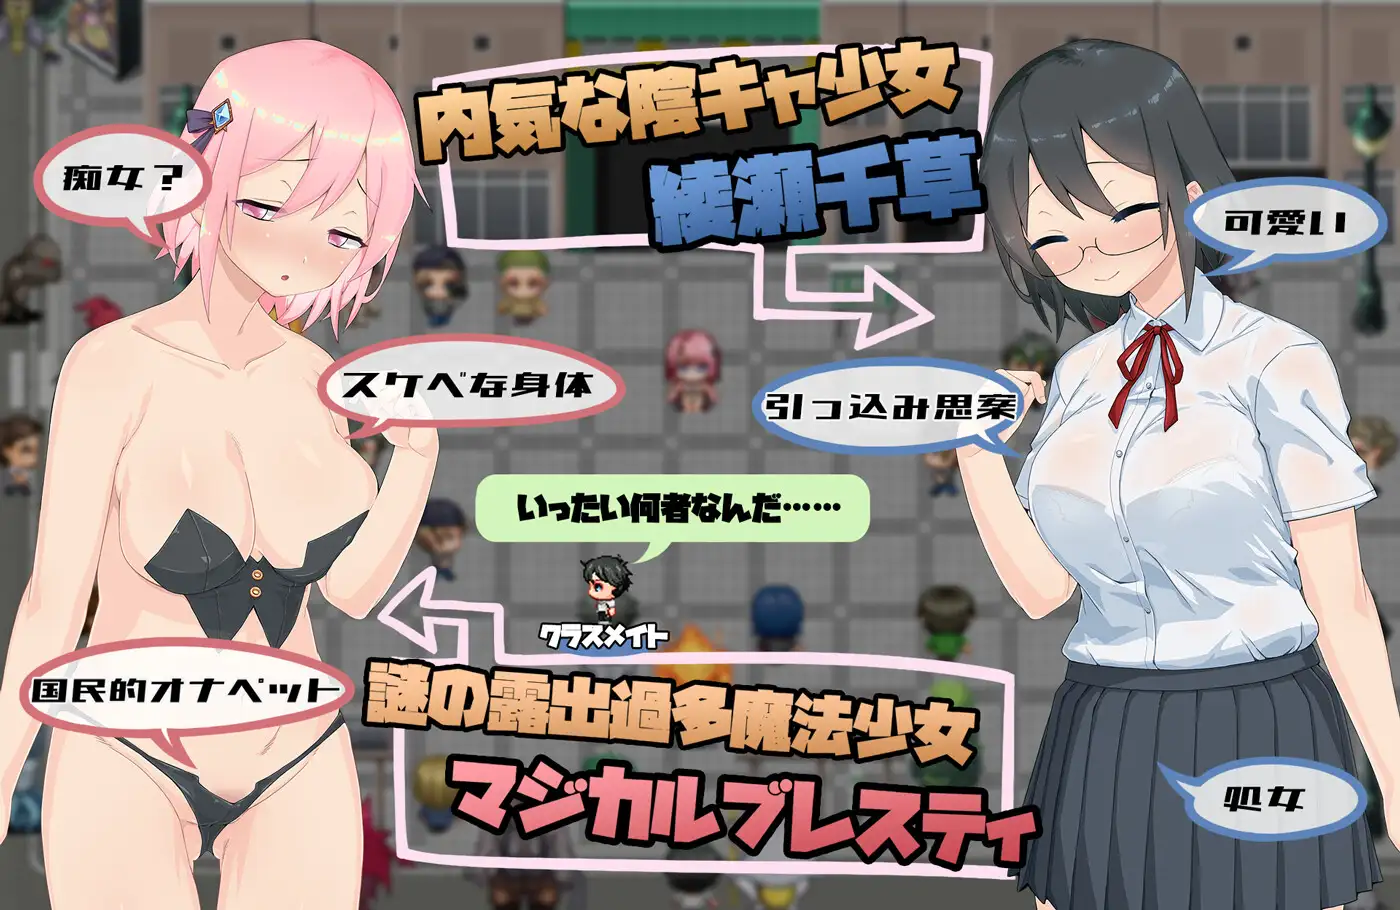 内気な陰キャ少女
綾瀬千草
痴女？
可愛い
スケベな身体
引っ込み思案
いったい何者なんだ……
クラスメイト
国民的オナペット
謎の露出過多魔法少女
マジカルブレスティ
処女